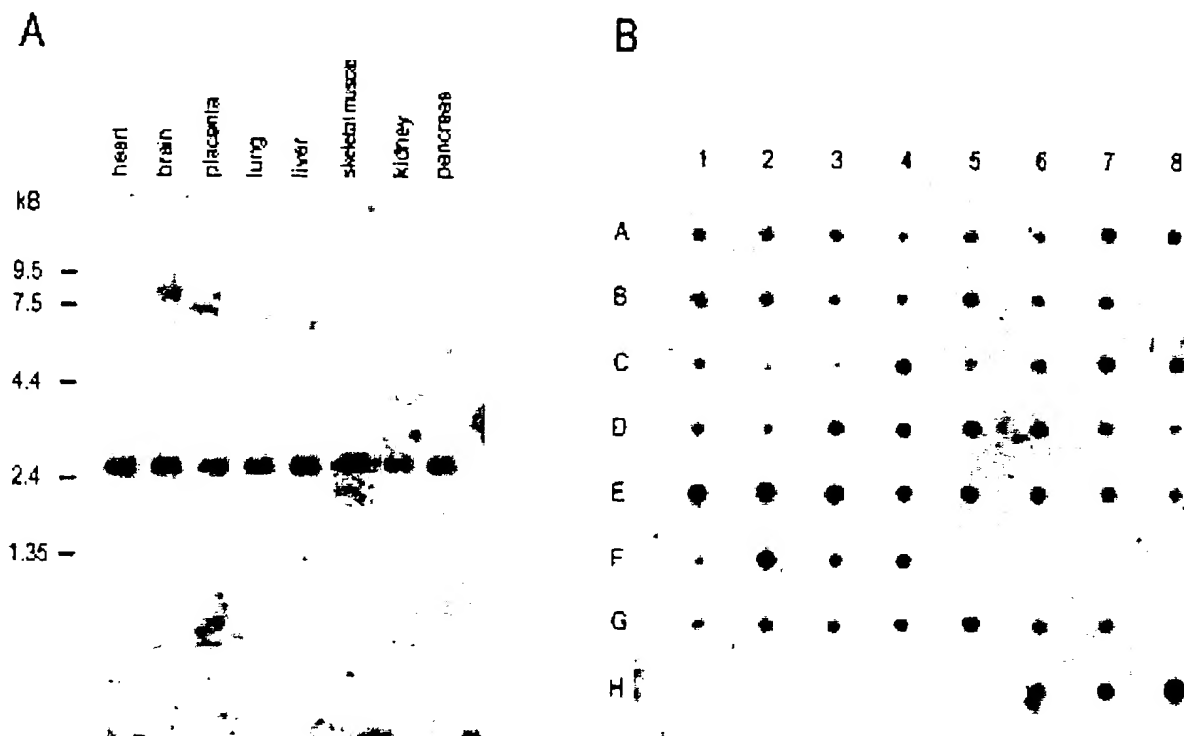 A
B
heart
brain
placenta
lung
liver
skeletal muscle
kidney
pancreas
kB
9.5
7.5
4.4
2.4
1.35
1 2 3 4 5 6 7 8
A
B
C
D
E
F
G
H